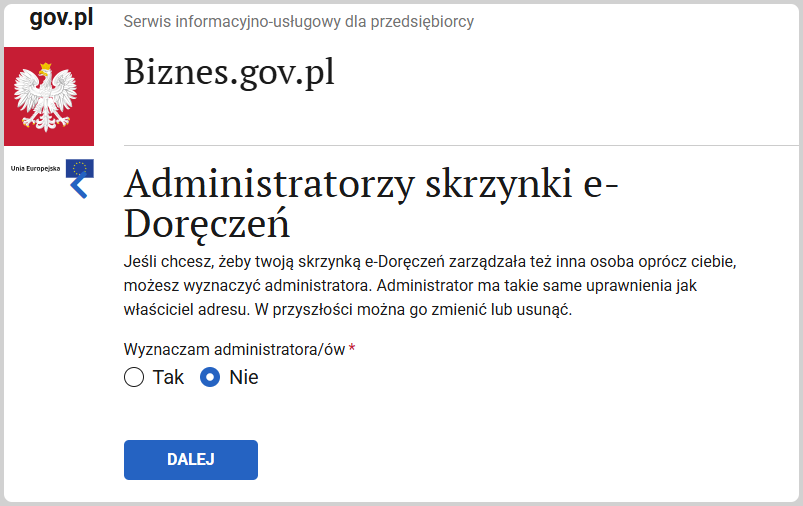 gov.pl
Serwis informacyjno-usługowy dla przedsiębiorcy
Biznes.gov.pl
Unia Europejska
Administratorzy skrzynki e-
Doręczeń
Jeśli chcesz, żeby twoją skrzynką e-Doręczeń zarządzała też inna osoba oprócz ciebie,
możesz wyznaczyć administratora. Administrator ma takie same uprawnienia jak
właściciel adresu. W przyszłości można go zmienić lub usunąć.
Wyznaczam administratora/ów *
Tak Nie
DALEJ